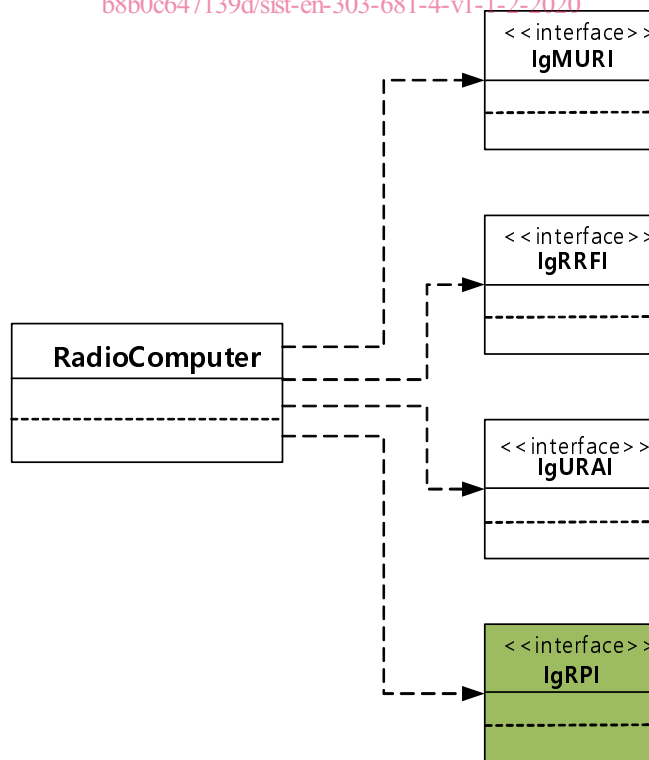 b8b0c647139d/sist-en-303-681-4-v1-1-2-2020
<<interface>>
IgMURI
<<interface>>
IgRRFI
RadioComputer
<<interface>>
IgURAI
<<interface>>
IgRPI